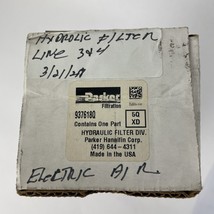 HYDRAULIC FILTER
LINE 3+4
3/21/24
Parker
Filtration
937618Q
Contains One Part
5Q
XD
HYDRAULIC FILTER DIV.
Parker Hannifin Corp.
(419) 644-4311
Made in the USA
ELECTRIC A/R